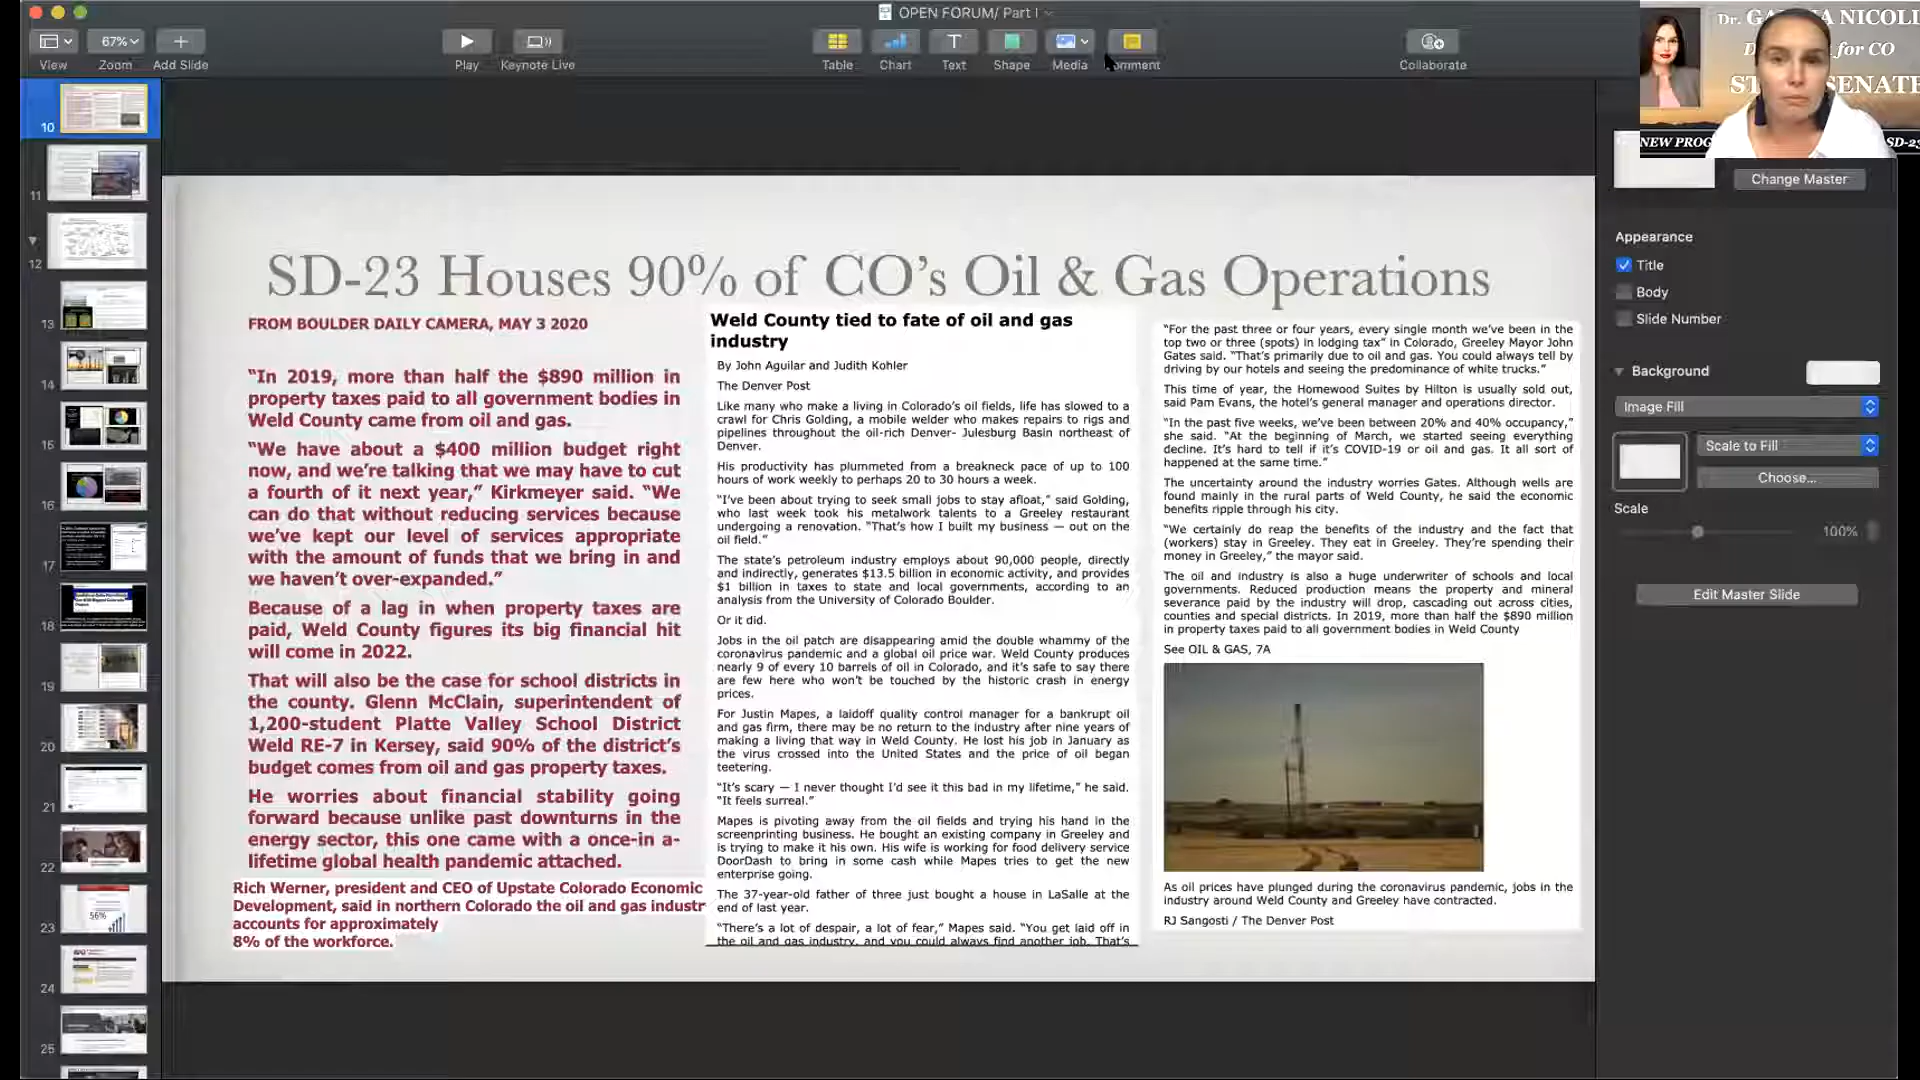 OPEN FORUM/ Part I
67%
View
Zoom
Add Slide
Play
Keynote Live
Table
Chart
Text
Shape
Media
Collaborate
Dr.
NICOL
for CO
SENATE
SD-23
Change Master
Appearance
Title
Body
Slide Number
Background
Image Fill
Scale to Fill
Choose...
Scale
100%
Edit Master Slide
10
11
12
13
14
15
16
17
18
19
20
21
22
23
56%
24
25
SD-23 Houses 90% of CO’s Oil & Gas Operations
FROM BOULDER DAILY CAMERA, MAY 3 2020
“In 2019, more than half the $890 million in
property taxes paid to all government bodies in
Weld County came from oil and gas.
“We have about a $400 million budget right
now, and we’re talking that we may have to cut
a fourth of it next year,” Kirkmeyer said. “We
can do that without reducing services because
we’ve kept our level of services appropriate
with the amount of funds that we bring in and
we haven’t over-expanded.”
Because of a lag in when property taxes are
paid, Weld County figures its big financial hit
will come in 2022.
That will also be the case for school districts in
the county. Glenn McClain, superintendent of
1,200-student Platte Valley School District
Weld RE-7 in Kersey, said 90% of the district’s
budget comes from oil and gas property taxes.
He worries about financial stability going
forward because unlike past downturns in the
energy sector, this one came with a once-in a-
lifetime global health pandemic attached.
Rich Werner, president and CEO of Upstate Colorado Economic
Development, said in northern Colorado the oil and gas industr
accounts for approximately
8% of the workforce.
Weld County tied to fate of oil and gas
industry
By John Aguilar and Judith Kohler
The Denver Post
Like many who make a living in Colorado’s oil fields, life has slowed to a
crawl for Chris Golding, a mobile welder who makes repairs to rigs and
pipelines throughout the oil-rich Denver- Julesburg Basin northeast of
Denver.
His productivity has plummeted from a breakneck pace of up to 100
hours of work weekly to perhaps 20 to 30 hours a week.
“I’ve been about trying to seek small jobs to stay afloat,” said Golding,
who last week took his metalwork talents to a Greeley restaurant
undergoing a renovation. “That’s how I built my business — out on the
oil field.”
The state’s petroleum industry employs about 90,000 people, directly
and indirectly, generates $13.5 billion in economic activity, and provides
$1 billion in taxes to state and local governments, according to an
analysis from the University of Colorado Boulder.
Or it did.
Jobs in the oil patch are disappearing amid the double whammy of the
coronavirus pandemic and a global oil price war. Weld County produces
nearly 9 of every 10 barrels of oil in Colorado, and it’s safe to say there
are few here who won’t be touched by the historic crash in energy
prices.
For Justin Mapes, a laidoff quality control manager for a bankrupt oil
and gas firm, there may be no return to the industry after nine years of
making a living that way in Weld County. He lost his job in January as
the virus crossed into the United States and the price of oil began
teetering.
“It’s scary — I never thought I’d see it this bad in my lifetime,” he said.
“It feels surreal.”
Mapes is pivoting away from the oil fields and trying his hand in the
screenprinting business. He bought an existing company in Greeley and
is trying to make it his own. His wife is working for food delivery service
DoorDash to bring in some cash while Mapes tries to get the new
enterprise going.
The 37-year-old father of three just bought a house in LaSalle at the
end of last year.
“There’s a lot of despair, a lot of fear,” Mapes said. “You get laid off in
the oil and gas industry, and you could always find another job. That’s
“For the past three or four years, every single month we’ve been in the
top two or three (spots) in lodging tax” in Colorado, Greeley Mayor John
Gates said. “That’s primarily due to oil and gas. You could always tell by
driving by our hotels and seeing the predominance of white trucks.”
This time of year, the Homewood Suites by Hilton is usually sold out,
said Pam Evans, the hotel’s general manager and operations director.
“In the past five weeks, we’ve been between 20% and 40% occupancy,”
she said. “At the beginning of March, we started seeing everything
decline. It’s hard to tell if it’s COVID-19 or oil and gas. It all sort of
happened at the same time.”
The uncertainty around the industry worries Gates. Although wells are
found mainly in the rural parts of Weld County, he said the economic
benefits ripple through his city.
“We certainly do reap the benefits of the industry and the fact that
(workers) stay in Greeley. They eat in Greeley. They’re spending their
money in Greeley,” the mayor said.
The oil and industry is also a huge underwriter of schools and local
governments. Reduced production means the property and mineral
severance paid by the industry will drop, cascading out across cities,
counties and special districts. In 2019, more than half the $890 million
in property taxes paid to all government bodies in Weld County
See OIL & GAS, 7A
As oil prices have plunged during the coronavirus pandemic, jobs in the
industry around Weld County and Greeley have contracted.
RJ Sangosti / The Denver Post